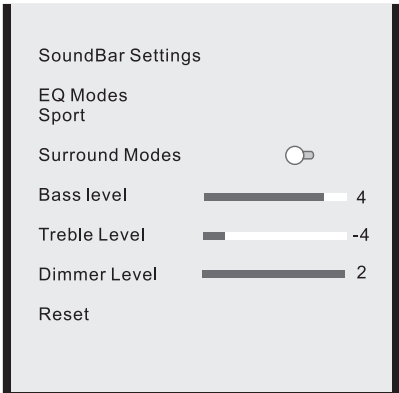 SoundBar Settings
EQ Modes
Sport
Surround Modes
Bass level 4
Treble Level -4
Dimmer Level 2
Reset